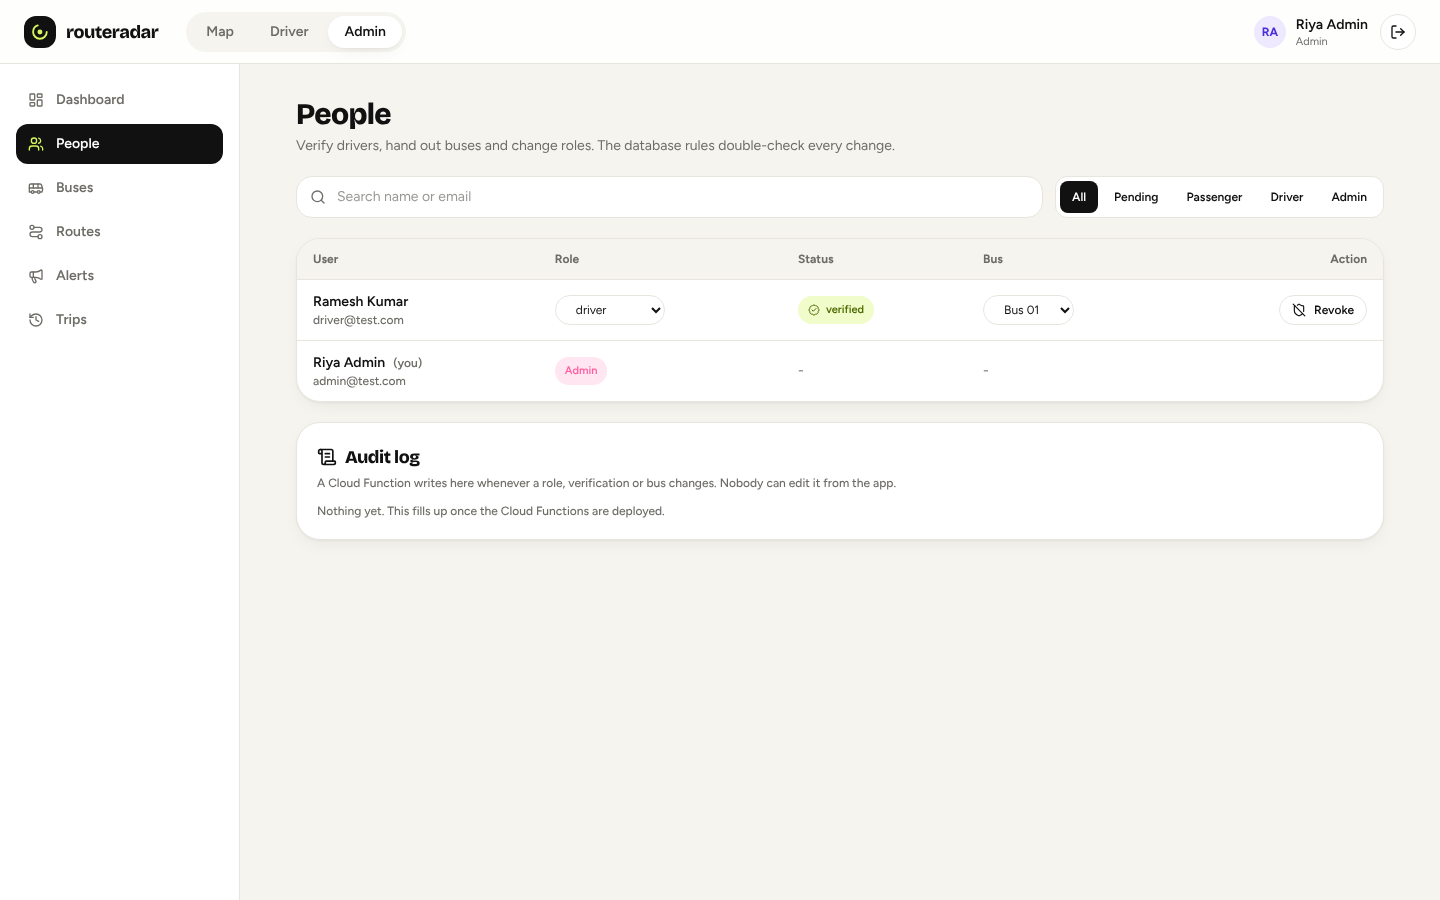 routeradar
Map Driver Admin
RA
Riya Admin
Admin
Dashboard
People
Buses
Routes
Alerts
Trips
People
Verify drivers, hand out buses and change roles. The database rules double-check every change.
Search name or email
All Pending Passenger Driver Admin
User Role Status Bus Action
Ramesh Kumar
driver@test.com
driver
verified
Bus 01
Revoke
Riya Admin (you)
admin@test.com
Admin
-
-
Audit log
A Cloud Function writes here whenever a role, verification or bus changes. Nobody can edit it from the app.
Nothing yet. This fills up once the Cloud Functions are deployed.